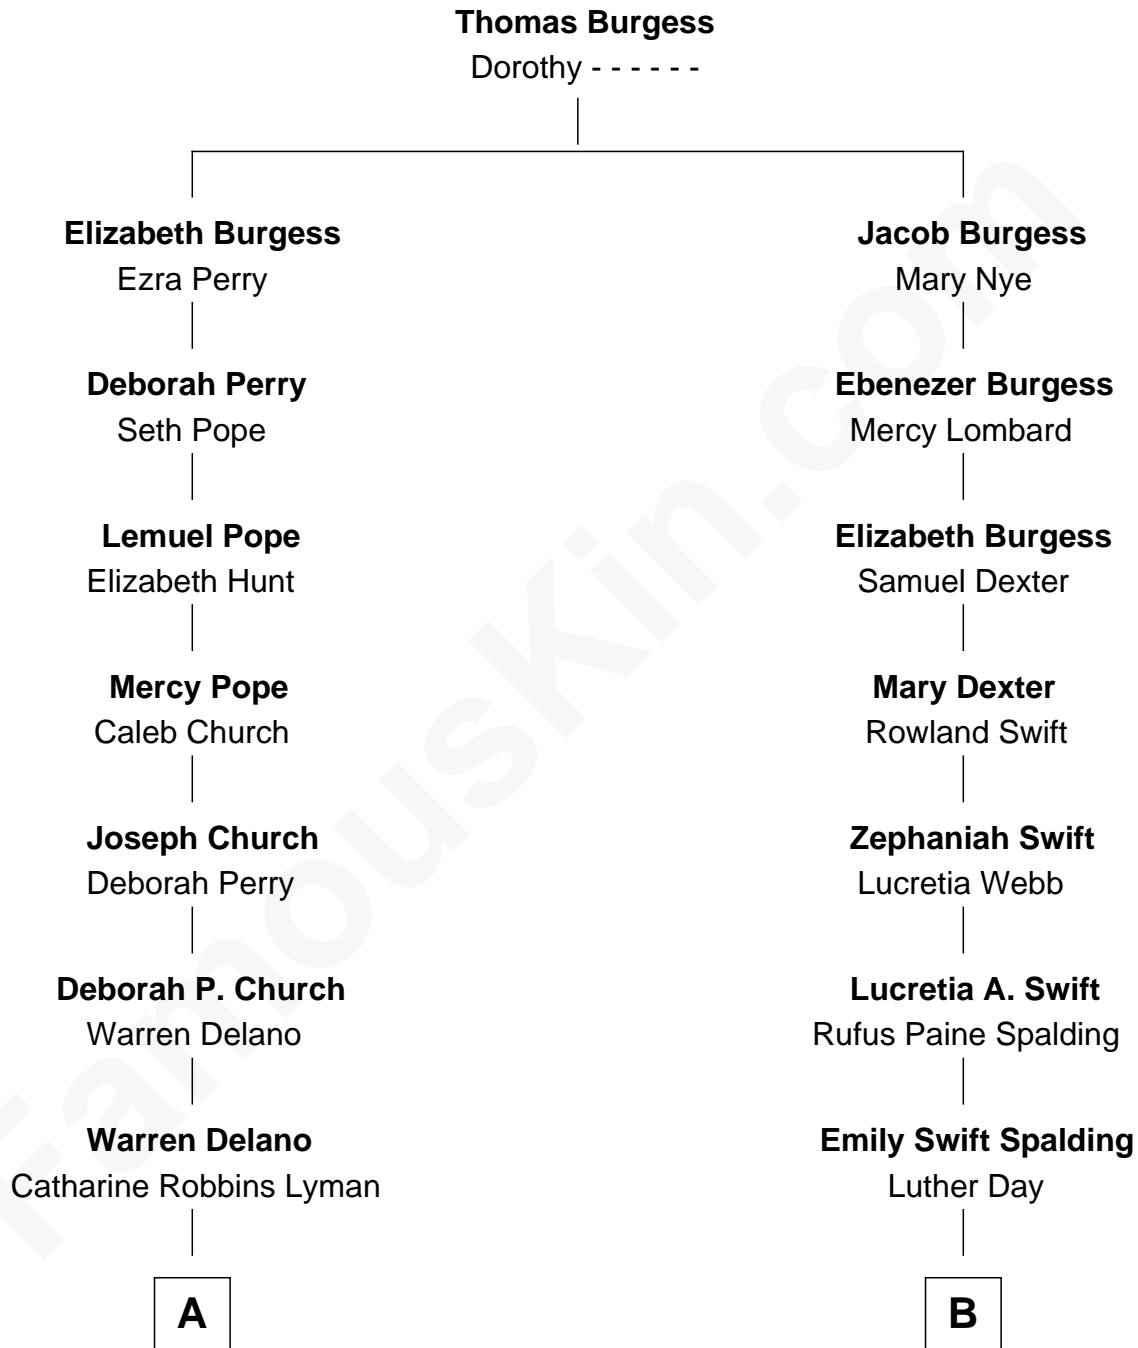 Thomas Burgess
Dorothy - - - - - -
Elizabeth Burgess
Ezra Perry
Deborah Perry
Seth Pope
Lemuel Pope
Elizabeth Hunt
Mercy Pope
Caleb Church
Joseph Church
Deborah Perry
Deborah P. Church
Warren Delano
Warren Delano
Catharine Robbins Lyman
A
Jacob Burgess
Mary Nye
Ebenezer Burgess
Mercy Lombard
Elizabeth Burgess
Samuel Dexter
Mary Dexter
Rowland Swift
Zephaniah Swift
Lucretia Webb
Lucretia A. Swift
Rufus Paine Spalding
Emily Swift Spalding
Luther Day
B
FamousKin.com